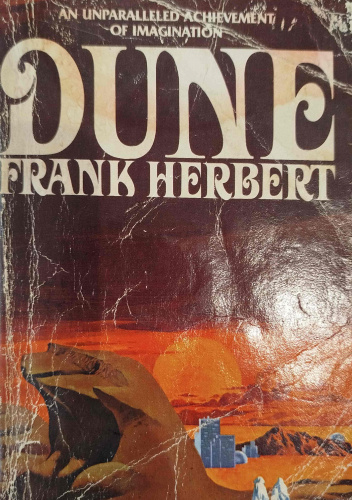 AN UNPARALLELED ACHIEVEMENT
OF IMAGINATION
DUNE
FRANK HERBERT